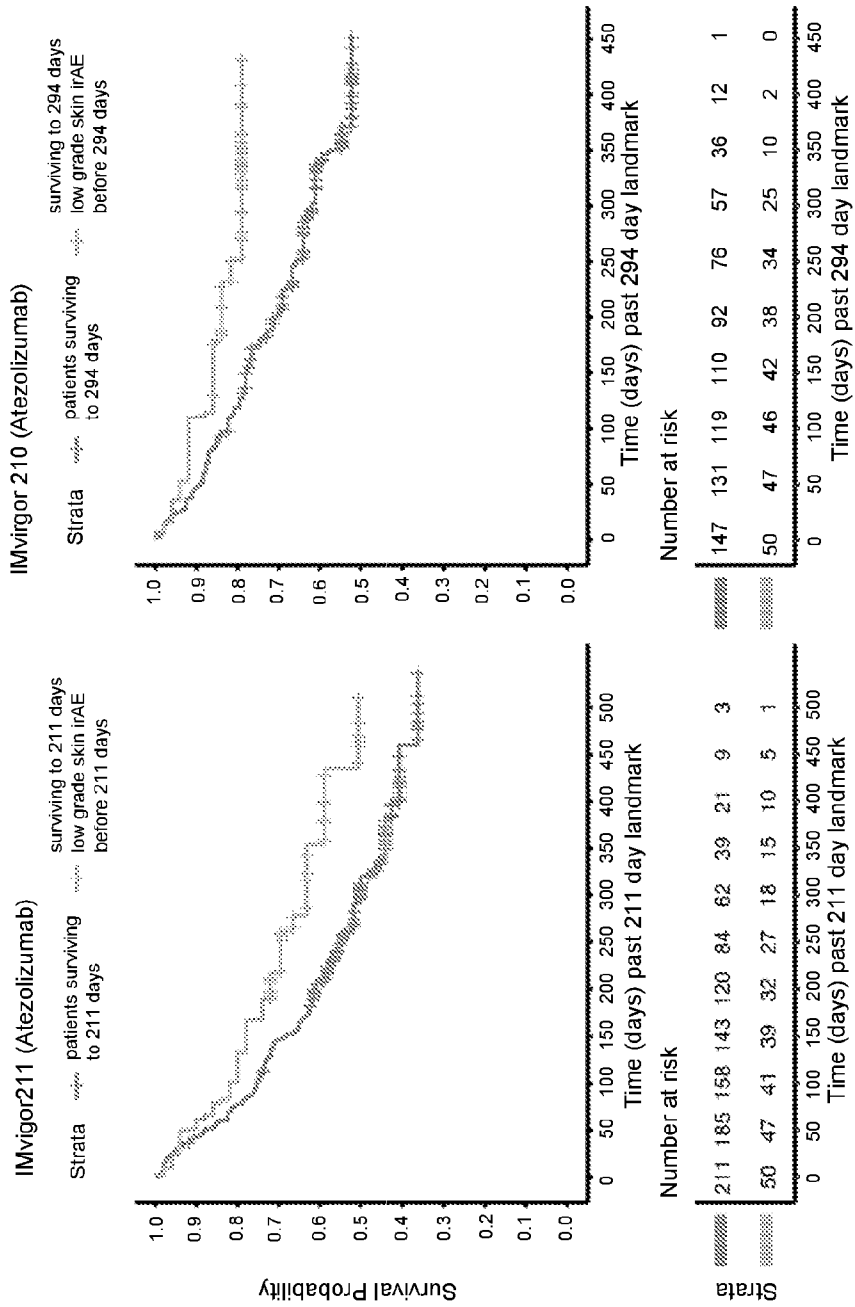 IMvigor211 (Atezolizumab)
Strata
patients surviving
to 211 days
surviving to 211 days
low grade skin irAE
before 211 days
Survival Probability
1.0
0.9
0.8
0.7
0.6
0.5
0.4
0.3
0.2
0.1
0.0
0 50 100 150 200 250 300 350 400 450 500
Time (days) past 211 day landmark
Number at risk
Strata
211 185 158 143 120 84 62 39 21 9 3
50 47 41 39 32 27 18 15 10 5 1
0 50 100 150 200 250 300 350 400 450 500
Time (days) past 211 day landmark
IMvirgor 210 (Atezolizumab)
Strata
patients surviving
to 294 days
surviving to 294 days
low grade skin irAE
before 294 days
1.0
0.9
0.8
0.7
0.6
0.5
0.4
0.3
0.2
0.1
0.0
0 50 100 150 200 250 300 350 400 450
Time (days) past 294 day landmark
Number at risk
147 131 119 110 92 76 57 36 12 1
50 47 46 42 38 34 25 10 2 0
0 50 100 150 200 250 300 350 400 450
Time (days) past 294 day landmark